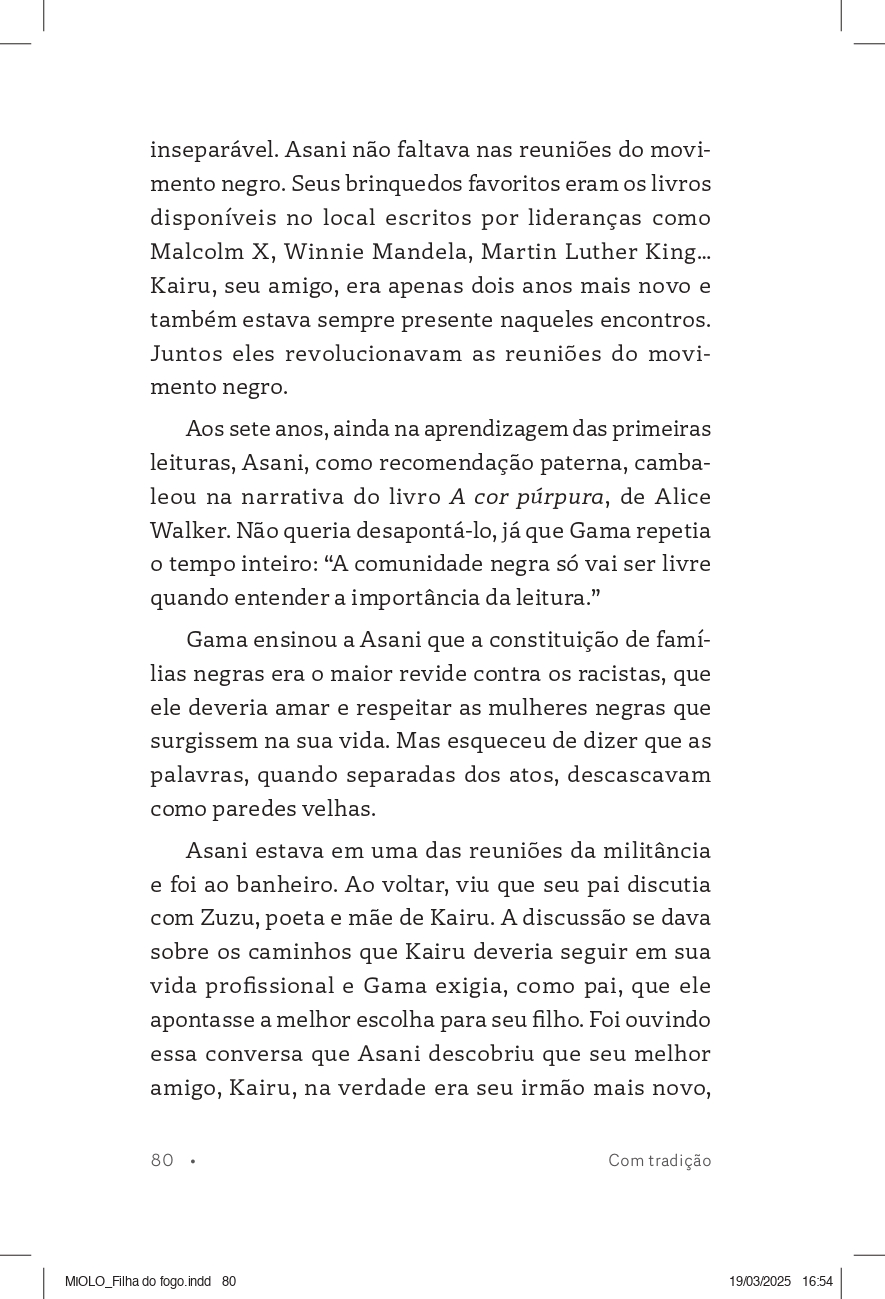 inseparável. Asani não faltava nas reuniões do movi-
mento negro. Seus brinquedos favoritos eram os livros
disponíveis no local escritos por lideranças como
Malcolm X, Winnie Mandela, Martin Luther King...
Kairu, seu amigo, era apenas dois anos mais novo e
também estava sempre presente naqueles encontros.
Juntos eles revolucionavam as reuniões do movi-
mento negro.
Aos sete anos, ainda na aprendizagem das primeiras
leituras, Asani, como recomendação paterna, camba-
leou na narrativa do livro A cor púrpura, de Alice
Walker. Não queria desapontá-lo, já que Gama repetia
o tempo inteiro: “A comunidade negra só vai ser livre
quando entender a importância da leitura.”
Gama ensinou a Asani que a constituição de famí-
lias negras era o maior revide contra os racistas, que
ele deveria amar e respeitar as mulheres negras que
surgissem na sua vida. Mas esqueceu de dizer que as
palavras, quando separadas dos atos, descascavam
como paredes velhas.
Asani estava em uma das reuniões da militância
e foi ao banheiro. Ao voltar, viu que seu pai discutia
com Zuzu, poeta e mãe de Kairu. A discussão se dava
sobre os caminhos que Kairu deveria seguir em sua
vida profissional e Gama exigia, como pai, que ele
apontasse a melhor escolha para seu filho. Foi ouvindo
essa conversa que Asani descobriu que seu melhor
amigo, Kairu, na verdade era seu irmão mais novo,
80 • Com tradição
MIOLO_Filha do fogo.indd 80 19/03/2025 16:54